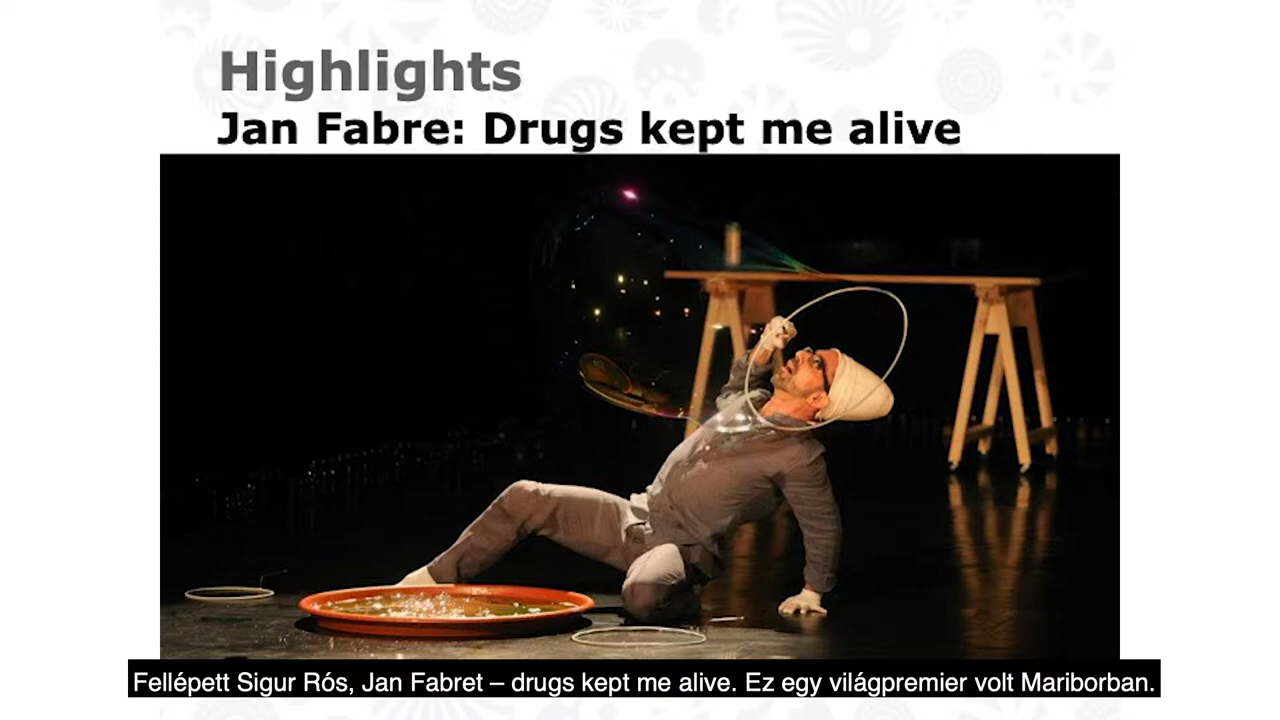 Highlights
Jan Fabre: Drugs kept me alive
Fellépett Sigur Rós, Jan Fabret – drugs kept me alive. Ez egy világpremier volt Mariborban.